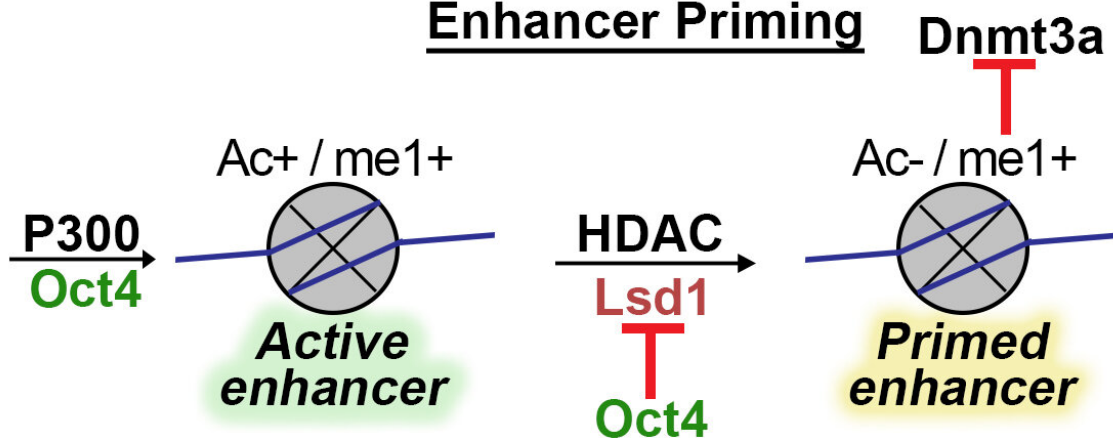 Enhancer Priming
Dnmt3a
Ac+ / me1+
Ac- / me1+
P300
Oct4
HDAC
Lsd1
Active
enhancer
Primed
enhancer
Oct4